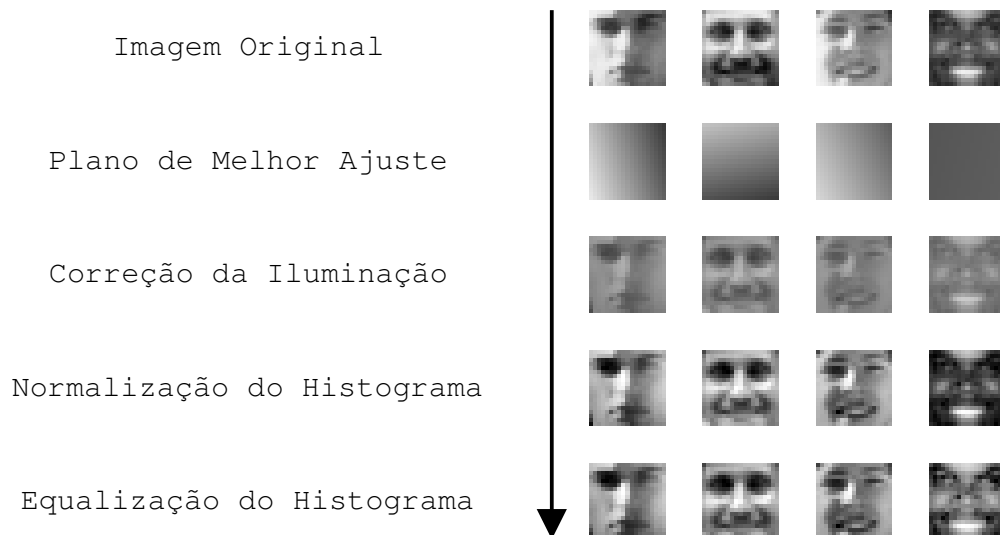 Imagem Original
Plano de Melhor Ajuste
Correção da Iluminação
Normalização do Histograma
Equalização do Histograma